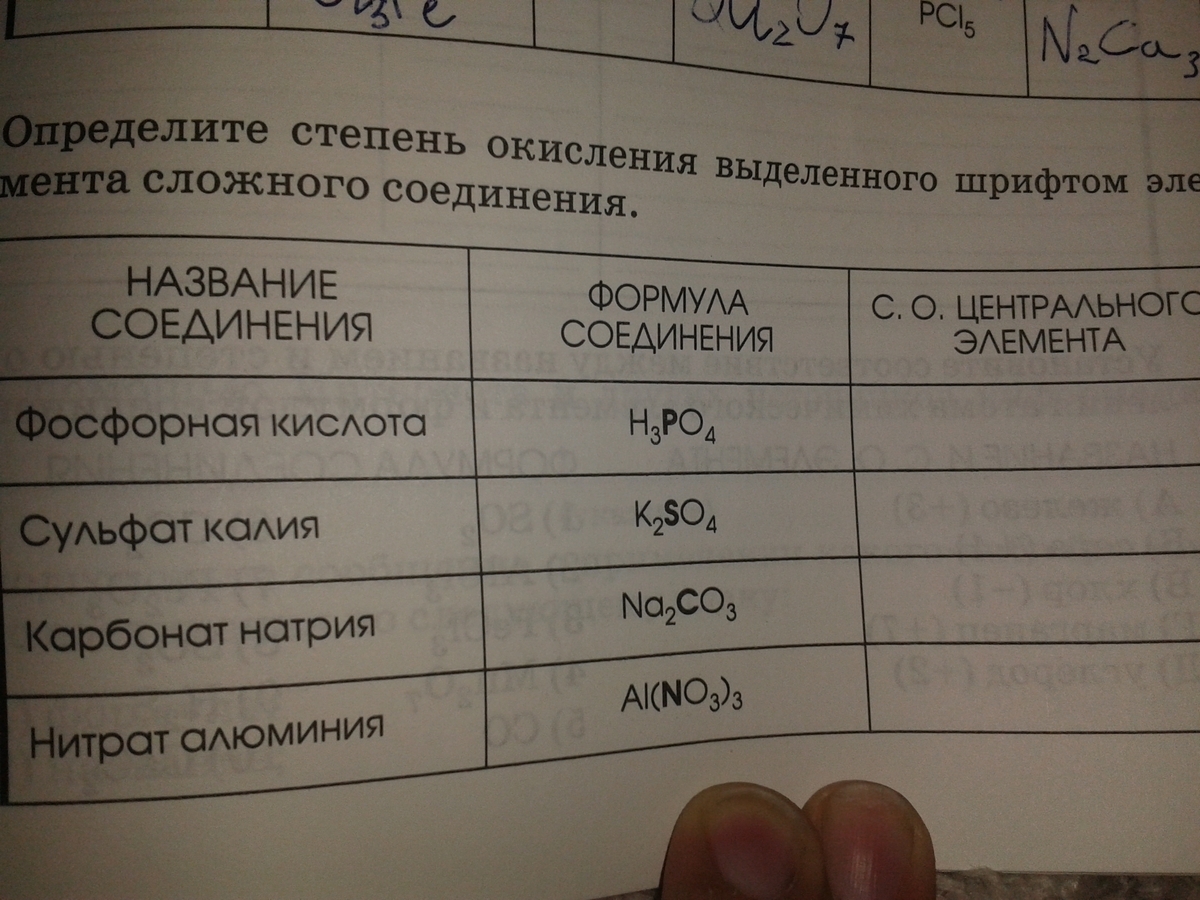 PCl₅
N₂Ca₃
Определите степень окисления выделенного шрифтом эле
мента сложного соединения.
НАЗВАНИЕ СОЕДИНЕНИЯ
ФОРМУЛА СОЕДИНЕНИЯ
С. О. ЦЕНТРАЛЬНОГО ЭЛЕМЕНТА
Фосфорная кислота
H₃PO₄
Сульфат калия
K₂SO₄
Карбонат натрия
Na₂CO₃
Нитрат алюминия
Al(NO₃)₃